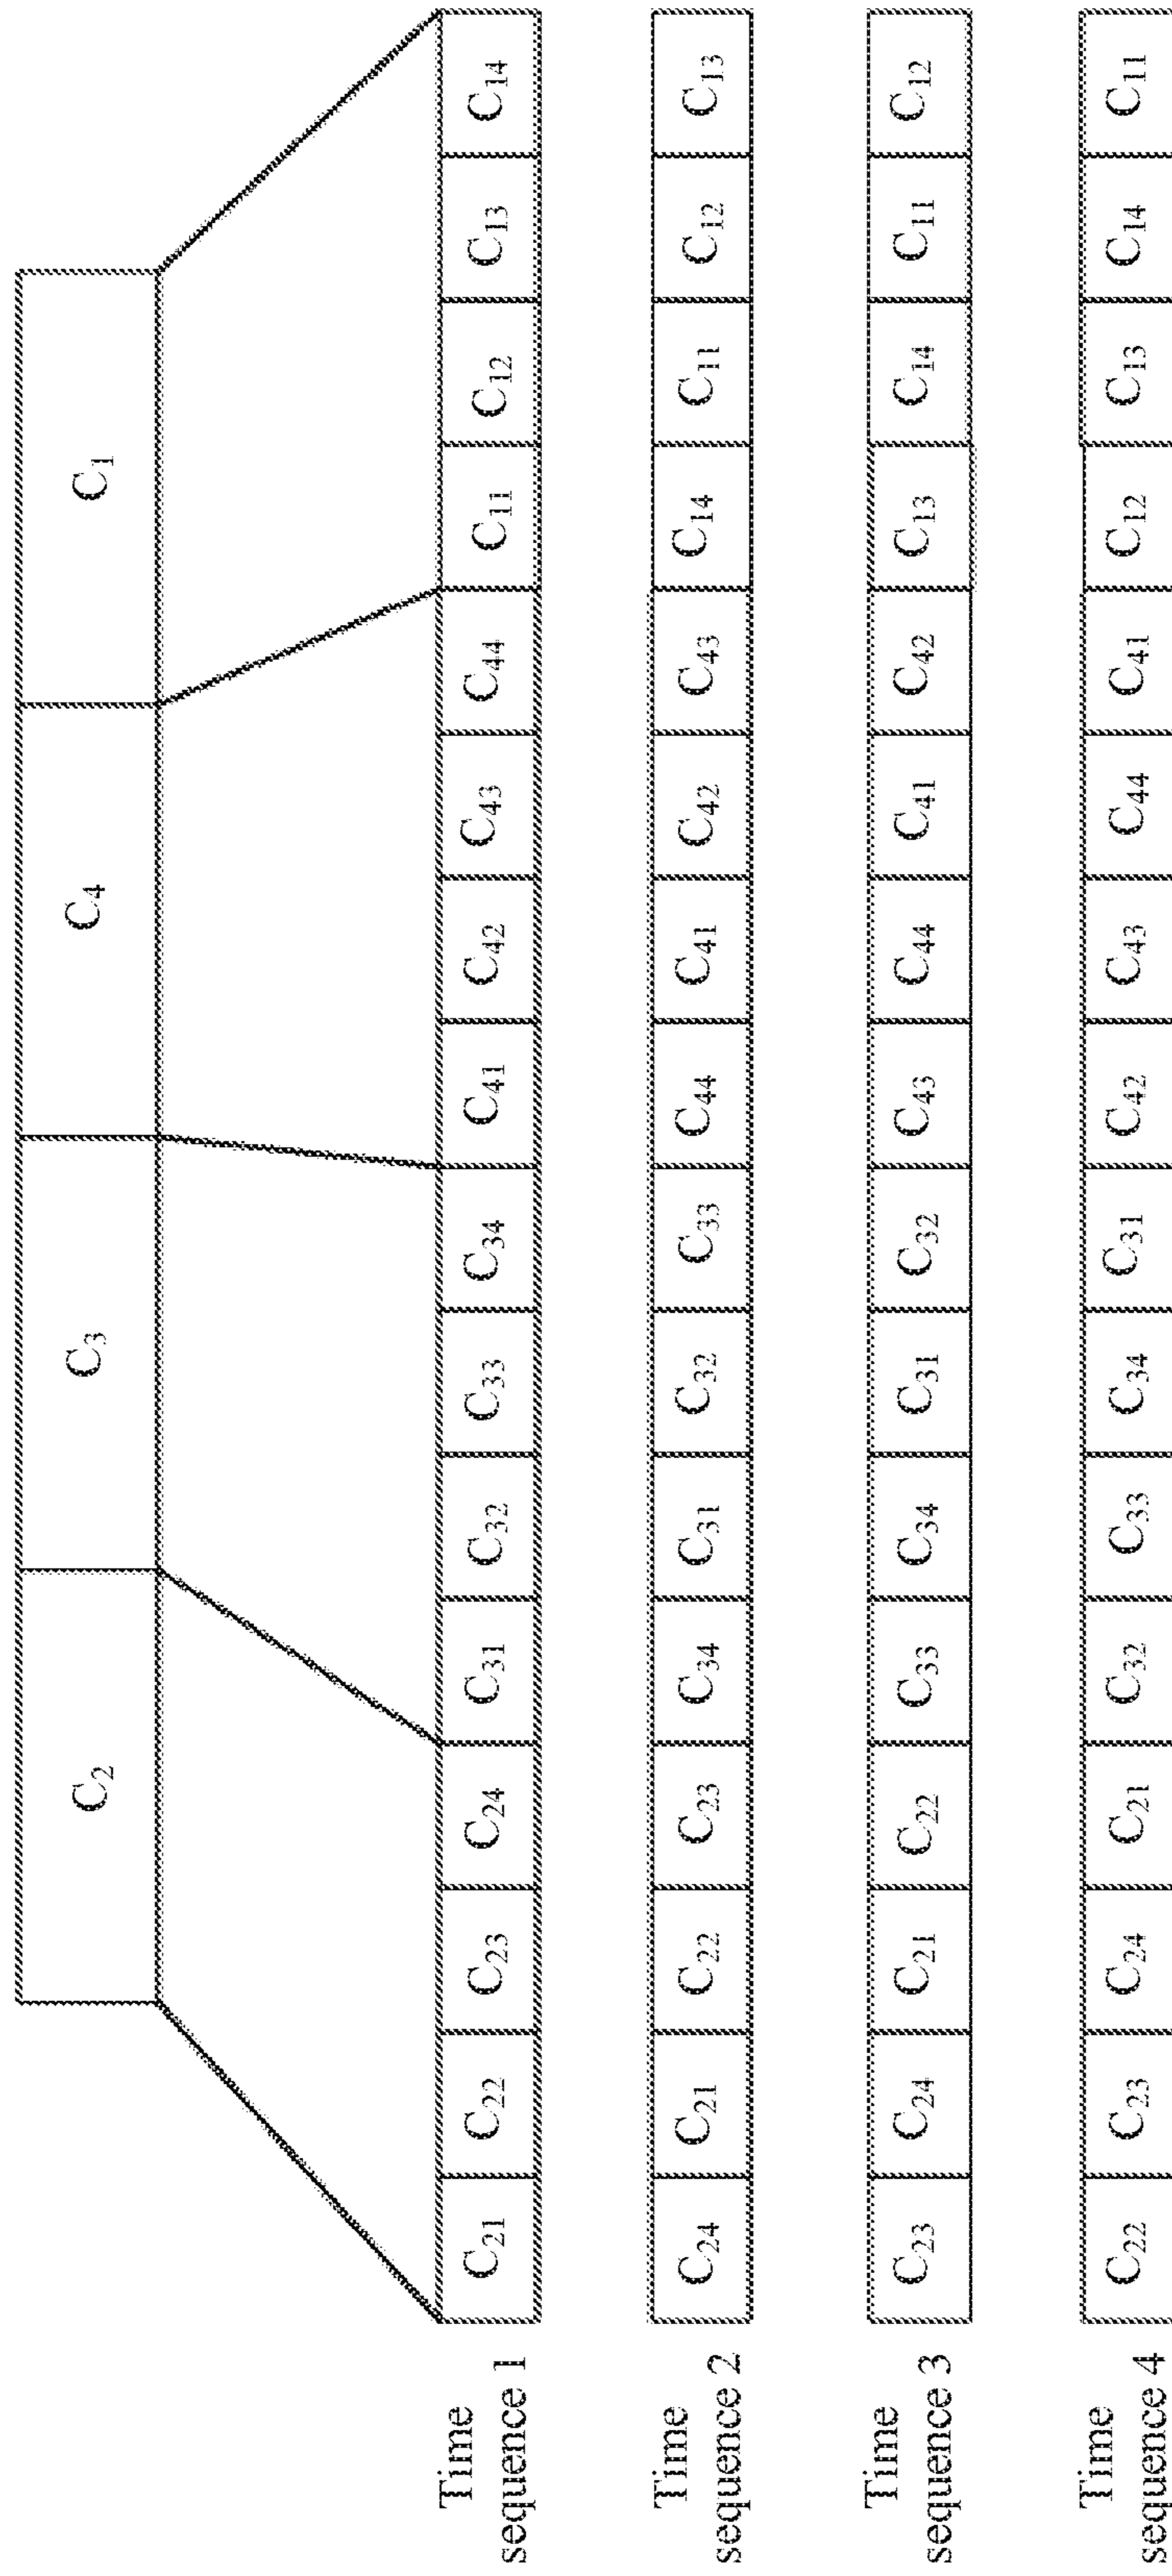 C2 C3 C4 C1
Time
sequence 1
C21 C22 C23 C24 C31 C32 C33 C34 C41 C42 C43 C44 C11 C12 C13 C14
Time
sequence 2
C24 C21 C22 C23 C34 C31 C32 C33 C44 C41 C42 C43 C14 C11 C12 C13
Time
sequence 3
C23 C24 C21 C22 C33 C34 C31 C32 C43 C44 C41 C42 C13 C14 C11 C12
Time
sequence 4
C22 C23 C24 C21 C32 C33 C34 C31 C42 C43 C44 C41 C12 C13 C14 C11